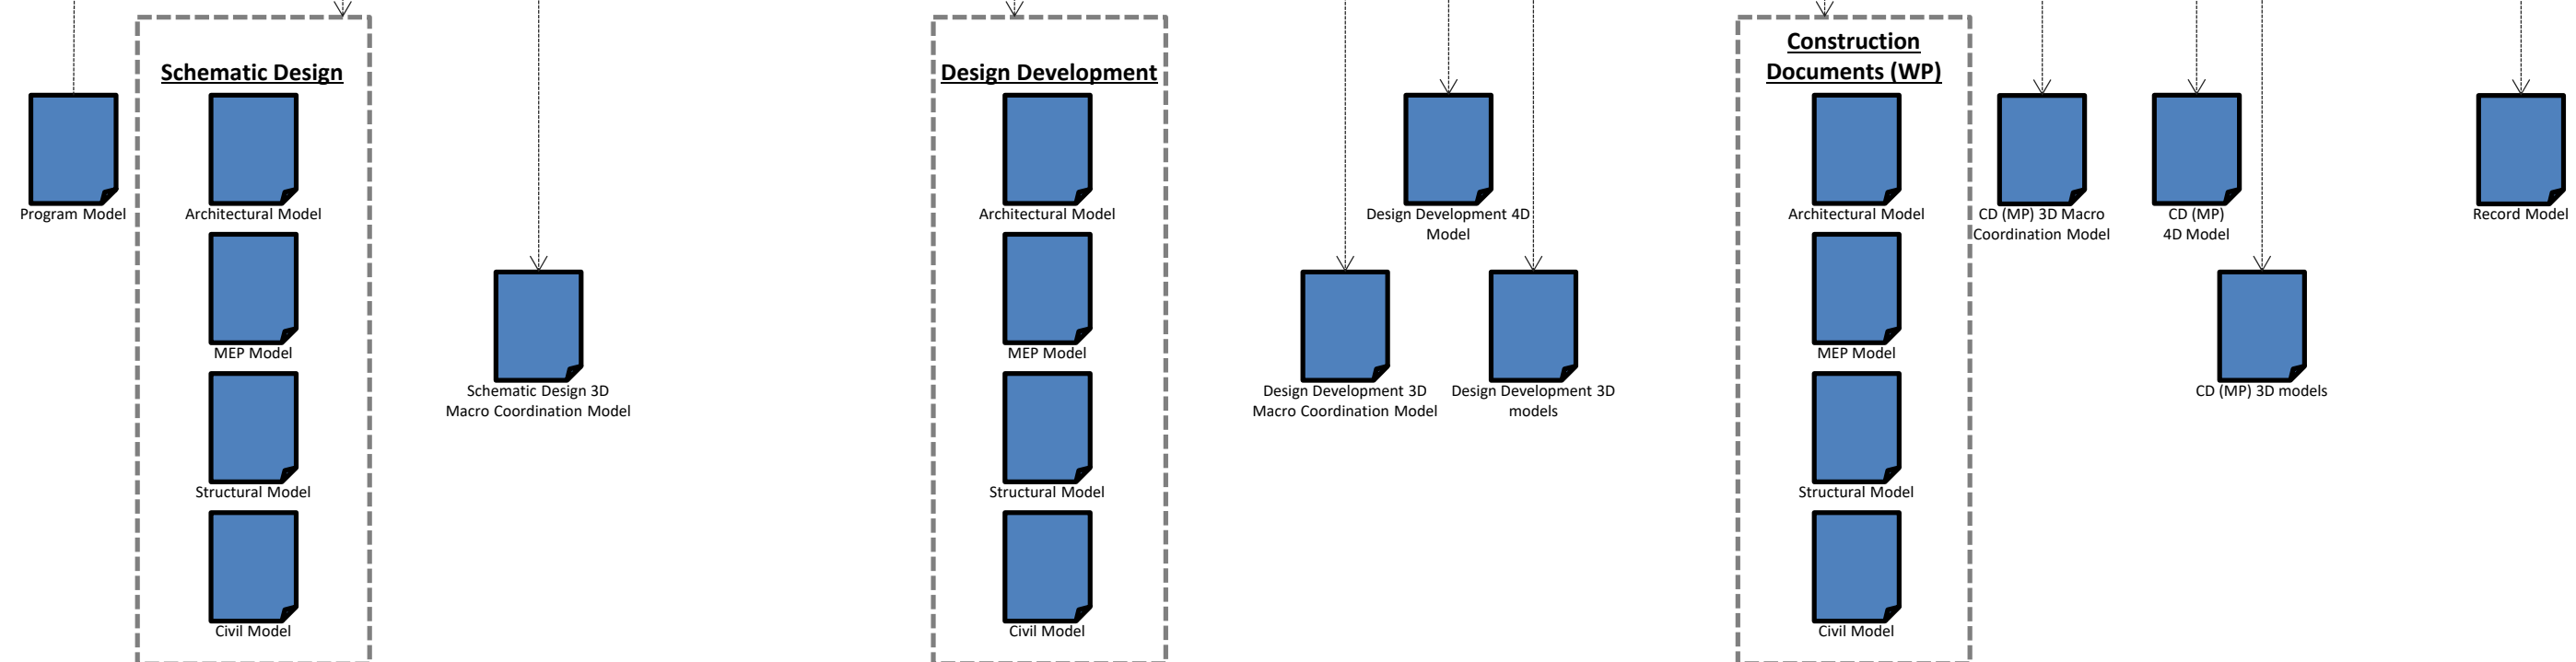 Program Model
Schematic Design
Architectural Model
MEP Model
Structural Model
Civil Model
Schematic Design 3D
Macro Coordination Model
Design Development
Architectural Model
MEP Model
Structural Model
Civil Model
Design Development 4D
Model
Design Development 3D
Macro Coordination Model
Design Development 3D
models
Construction
Documents (WP)
Architectural Model
MEP Model
Structural Model
Civil Model
CD (MP) 3D Macro
Coordination Model
CD (MP)
4D Model
CD (MP) 3D models
Record Model